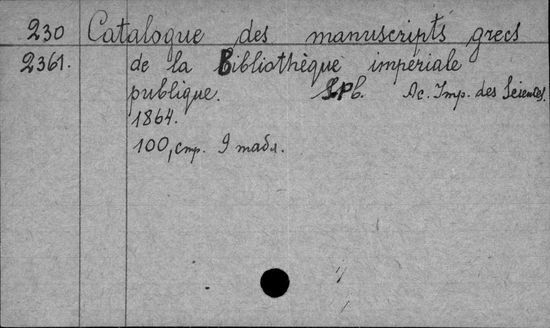 230 Catalogue des manuscripts grecs
2361. de la Bibliothèque impériale
publique. SPb. Ac. Imp. des Sciences.
1864.
100, стр. 9 табл.